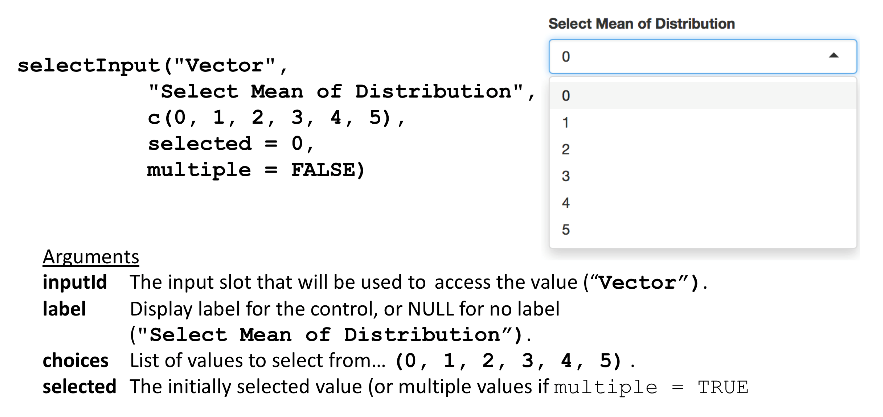 selectInput("Vector",
"Select Mean of Distribution",
c(0, 1, 2, 3, 4, 5),
selected = 0,
multiple = FALSE)
Select Mean of Distribution
0
0
1
2
3
4
5
Arguments
inputId The input slot that will be used to access the value (“Vector”).
label Display label for the control, or NULL for no label
("Select Mean of Distribution”).
choices List of values to select from... (0, 1, 2, 3, 4, 5).
selected The initially selected value (or multiple values if multiple = TRUE